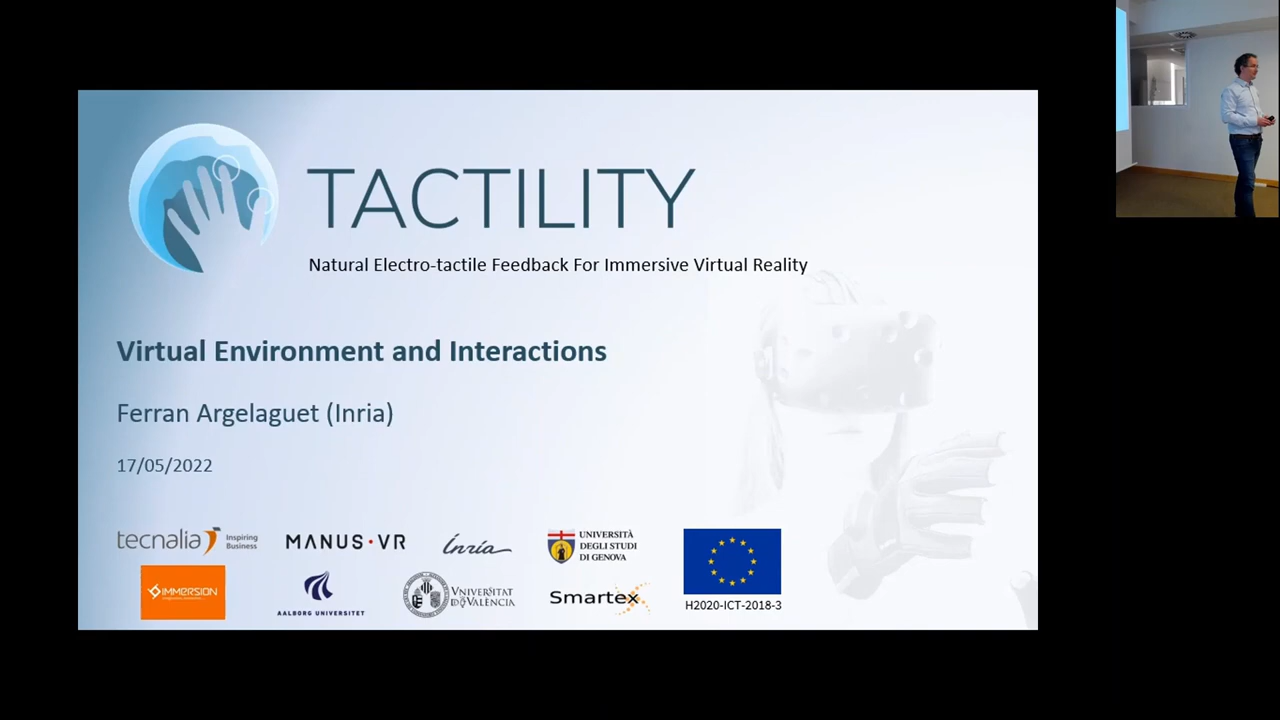 TACTILITY
Natural Electro-tactile Feedback For Immersive Virtual Reality
Virtual Environment and Interactions
Ferran Argelaguet (Inria)
17/05/2022
tecnalia Inspiring Business
MANUS·VR
Inria
UNIVERSITÀ DEGLI STUDI DI GENOVA
IMMERSION
AALBORG UNIVERSITET
VNIVERSITAT DE VALÈNCIA
Smartex
H2020-ICT-2018-3